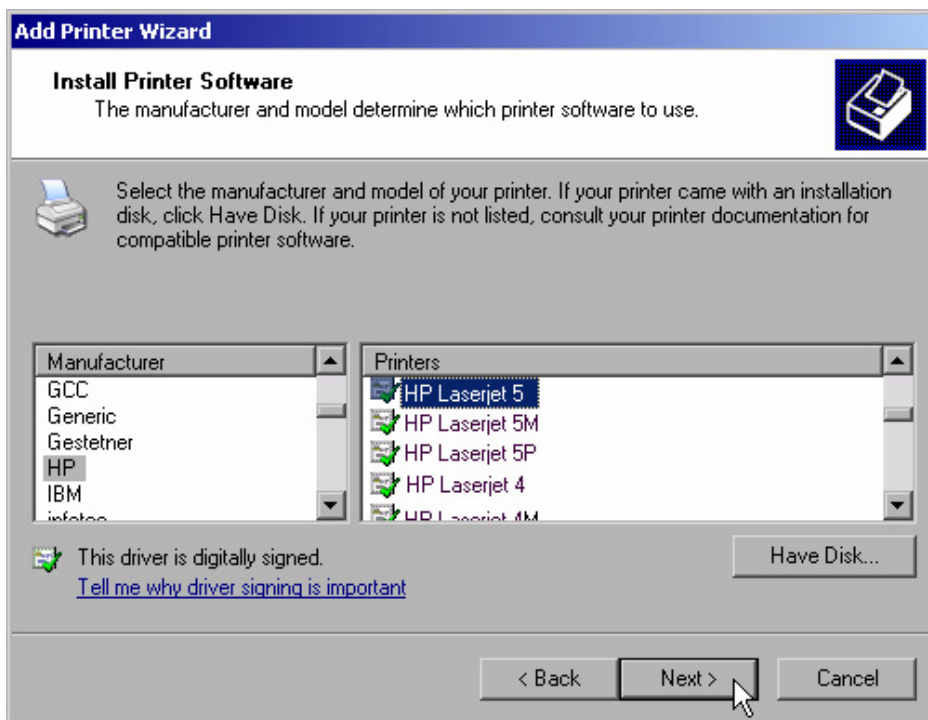 Add Printer Wizard
Install Printer Software
The manufacturer and model determine which printer software to use.
Select the manufacturer and model of your printer. If your printer came with an installation
disk, click Have Disk. If your printer is not listed, consult your printer documentation for
compatible printer software.
Manufacturer
GCC
Generic
Gestetner
HP
IBM
infotec
Printers
HP Laserjet 5
HP Laserjet 5M
HP Laserjet 5P
HP Laserjet 4
HP Laserjet 4M
This driver is digitally signed.
Tell me why driver signing is important
Have Disk...
< Back
Next >
Cancel